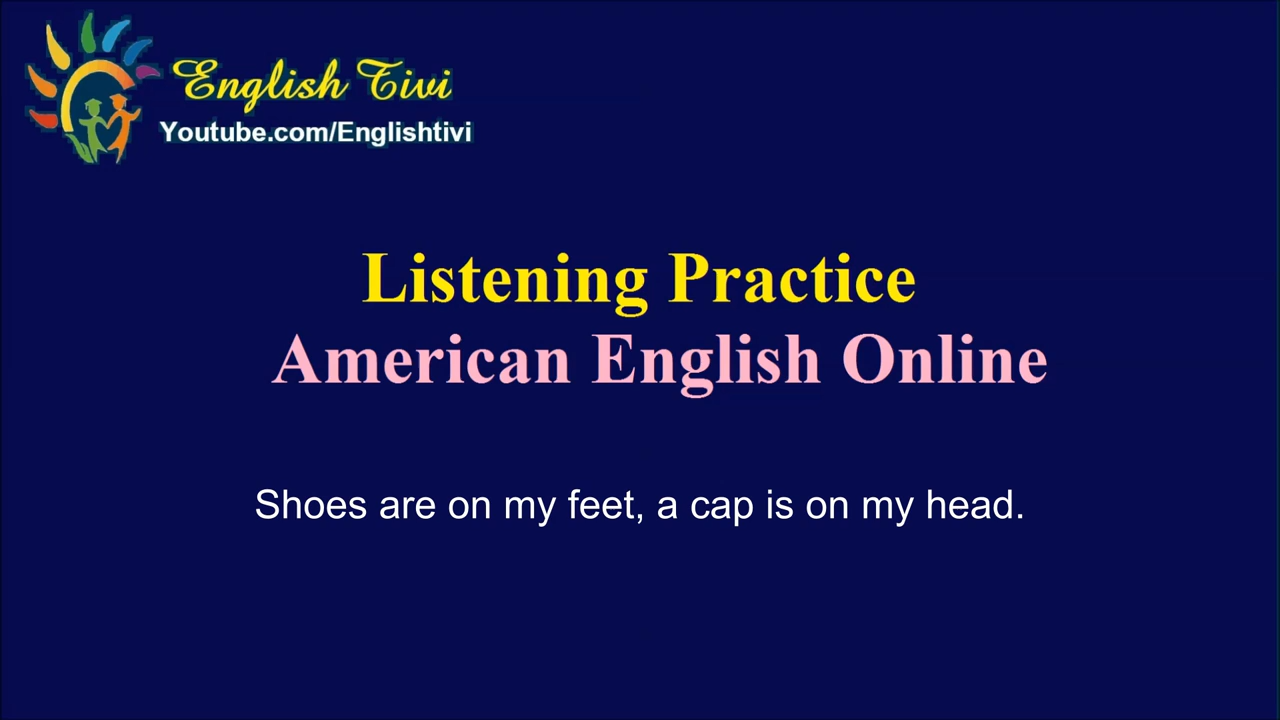 English Tivi
Youtube.com/Englishtivi
Listening Practice
American English Online
Shoes are on my feet, a cap is on my head.